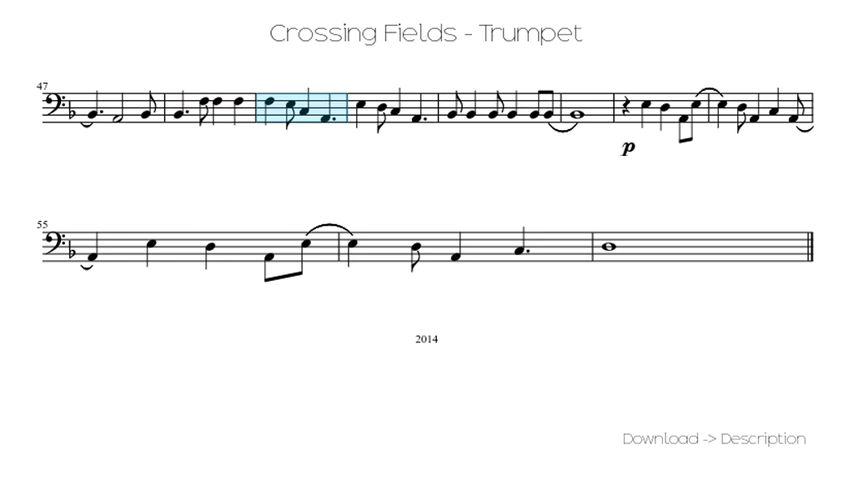 Crossing Fields - Trumpet
47
p
55
2014
Download -> Description